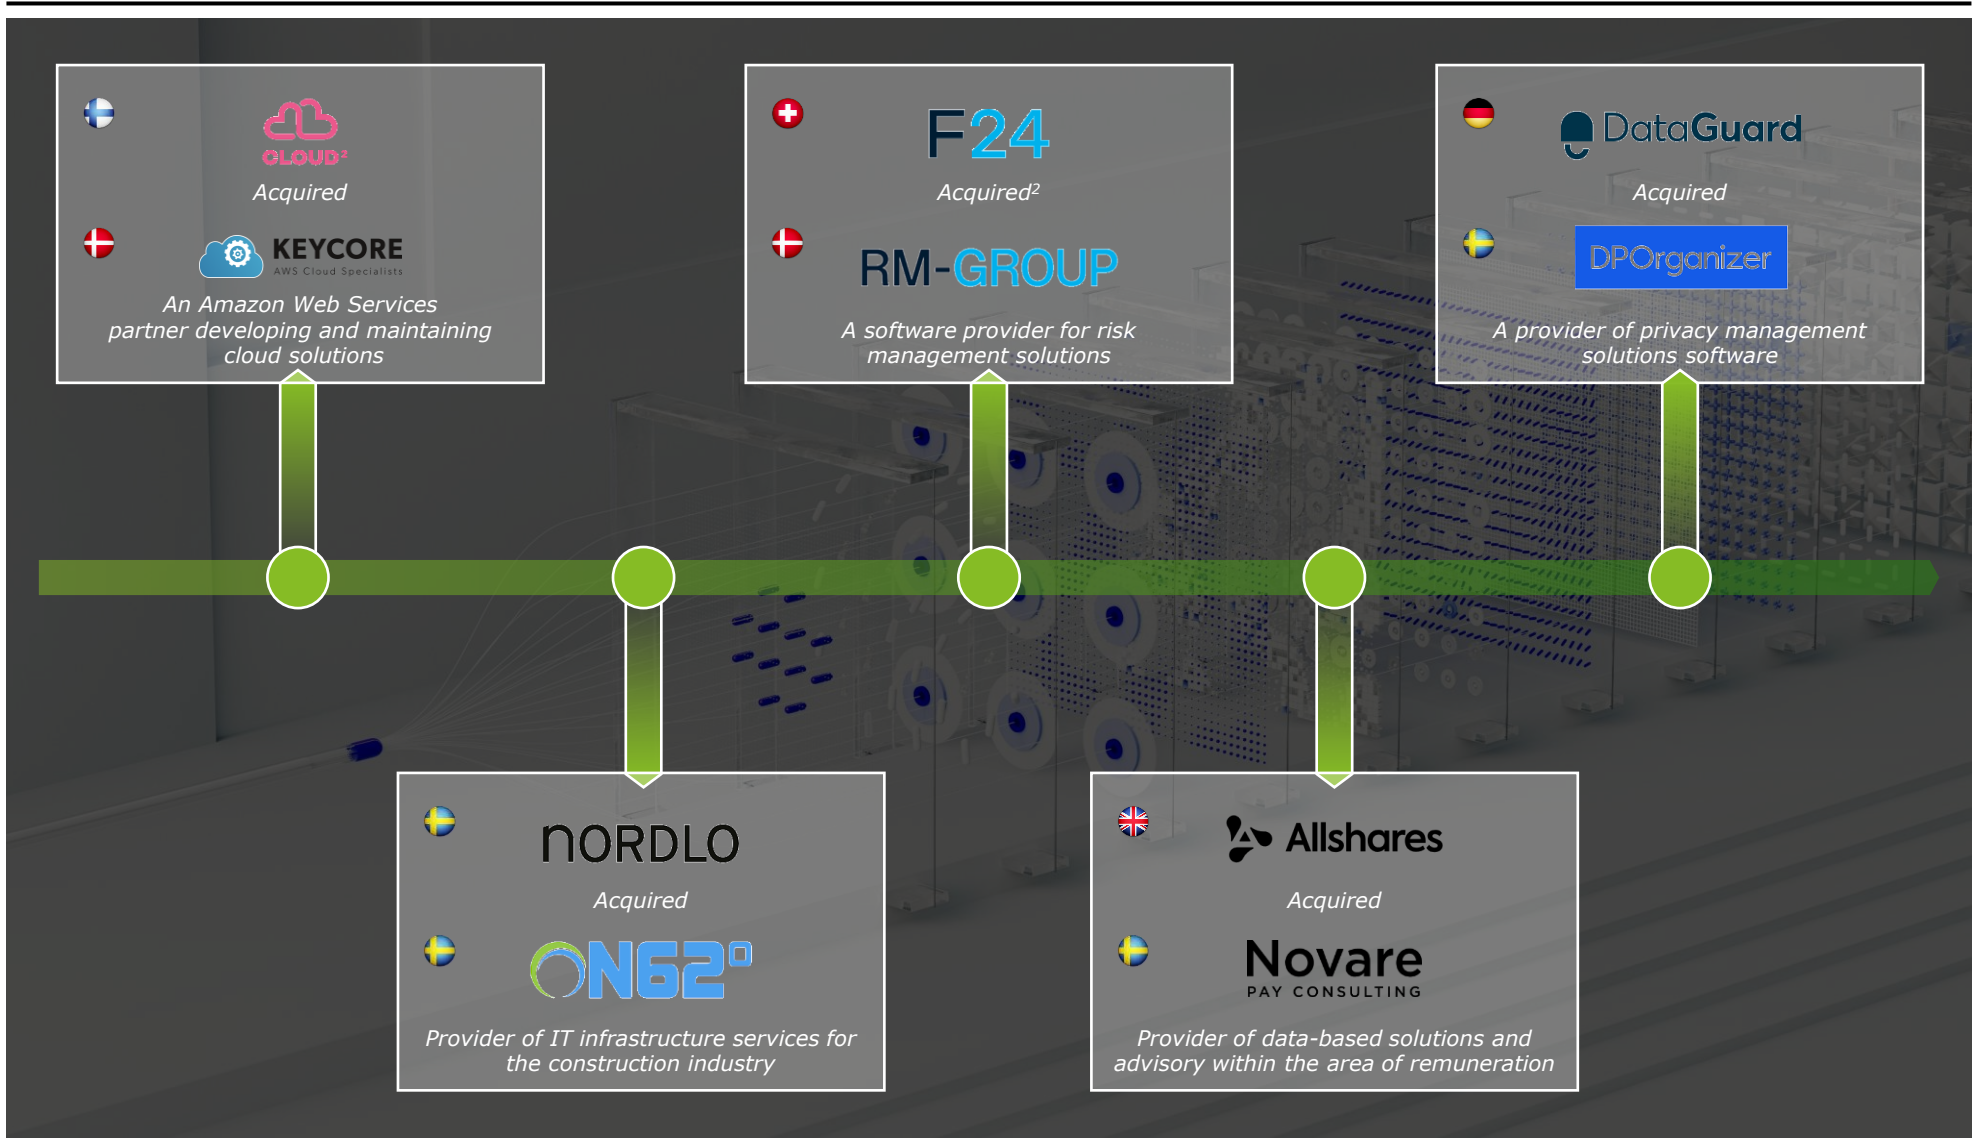 CLOUD²
Acquired
KEYCORE
AWS Cloud Specialists
An Amazon Web Services
partner developing and maintaining
cloud solutions
F24
Acquired²
RM-GROUP
A software provider for risk
management solutions
DataGuard
Acquired
DPOrganizer
A provider of privacy management
solutions software
NORDLO
Acquired
N62°
Provider of IT infrastructure services for
the construction industry
Allshares
Acquired
Novare
PAY CONSULTING
Provider of data-based solutions and
advisory within the area of remuneration